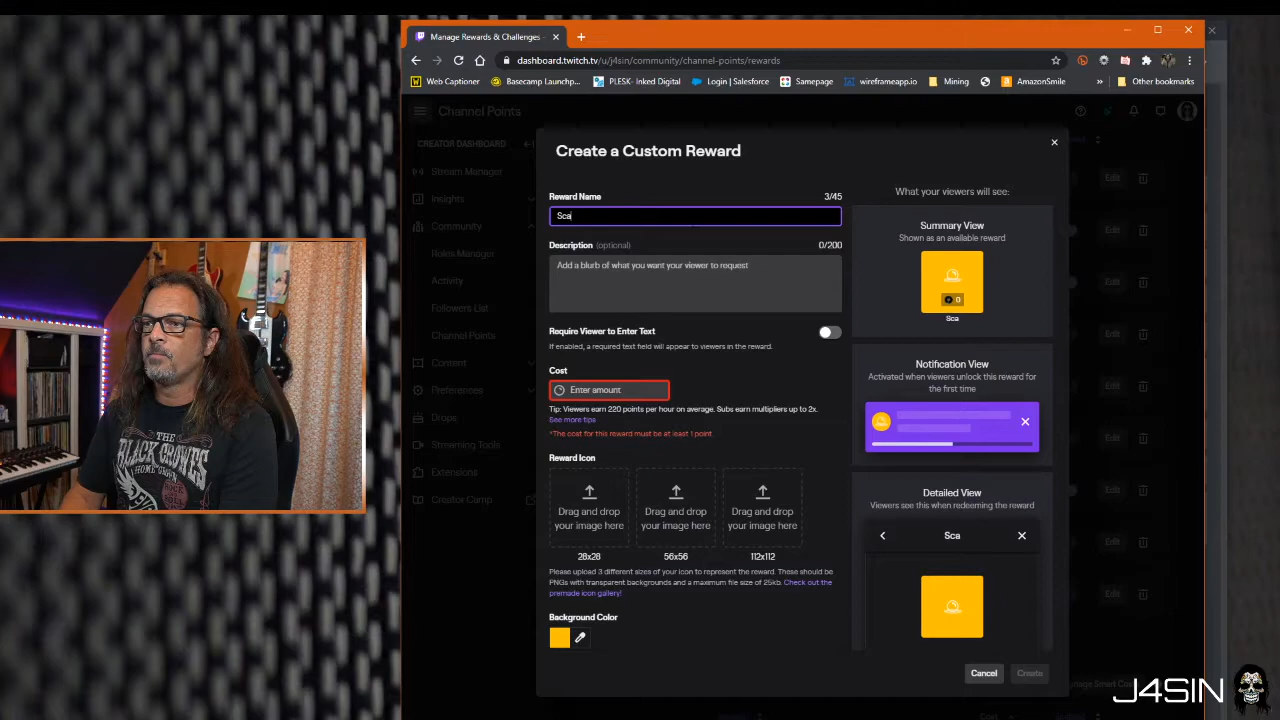 Manage Rewards & Challenges
dashboard.twitch.tv/u/j4sin/community/channel-points/rewards
Web Captioner
Basecamp Launchp...
PLESK- Inked Digital
Login | Salesforce
Samepage
wireframeapp.io
Mining
AmazonSmile
Other bookmarks
Channel Points
CREATOR DASHBOARD
Stream Manager
Insights
Community
Roles Manager
Activity
Followers List
Channel Points
Content
Preferences
Drops
Streaming Tools
Extensions
Creator Camp
Create a Custom Reward
Reward Name
3/45
Sca
Description (optional)
0/200
Add a blurb of what you want your viewer to request
Require Viewer to Enter Text
If enabled, a required text field will appear to viewers in the reward.
Cost
Enter amount
Tip: Viewers earn 220 points per hour on average. Subs earn multipliers up to 2x.
See more tips
*The cost for this reward must be at least 1 point
Reward Icon
Drag and drop your image here
Drag and drop your image here
Drag and drop your image here
28x28
56x56
112x112
Please upload 3 different sizes of your icon to represent the reward. These should be
PNGs with transparent backgrounds and a maximum file size of 25kb. Check out the
premade icon gallery!
Background Color
What your viewers will see:
Summary View
Shown as an available reward
0
Sca
Notification View
Activated when viewers unlock this reward for
the first time
Detailed View
Viewers see this when redeeming the reward
Sca
Cancel
Create
Edit
Edit
Edit
Edit
Edit
Edit
Edit
Edit
Edit
Cost
THE BLACK CROWES
J4SIN